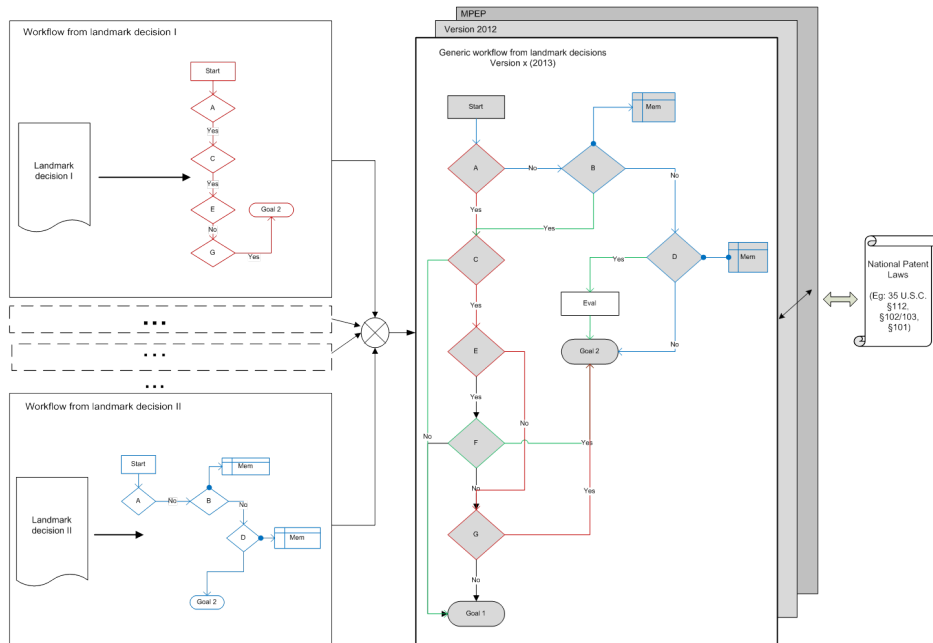 MPEP
Version 2012
Workflow from landmark decision I
Start
A
Yes
C
Yes
E
No
G
Yes
Goal 2
Landmark
decision I
...
...
...
Workflow from landmark decision II
Start
A
No
B
Mem
No
D
Mem
Goal 2
Landmark
decision II
Generic workflow from landmark decisions
Version x (2013)
Start
Mem
A
No
B
No
Yes
Yes
C
Yes
D
Mem
Yes
Eval
E
Goal 2
No
Yes
No
No
F
Yes
No
Yes
G
No
Goal 1
National Patent
Laws
(Eg: 35 U.S.C.
§112,
§102/103,
§101)